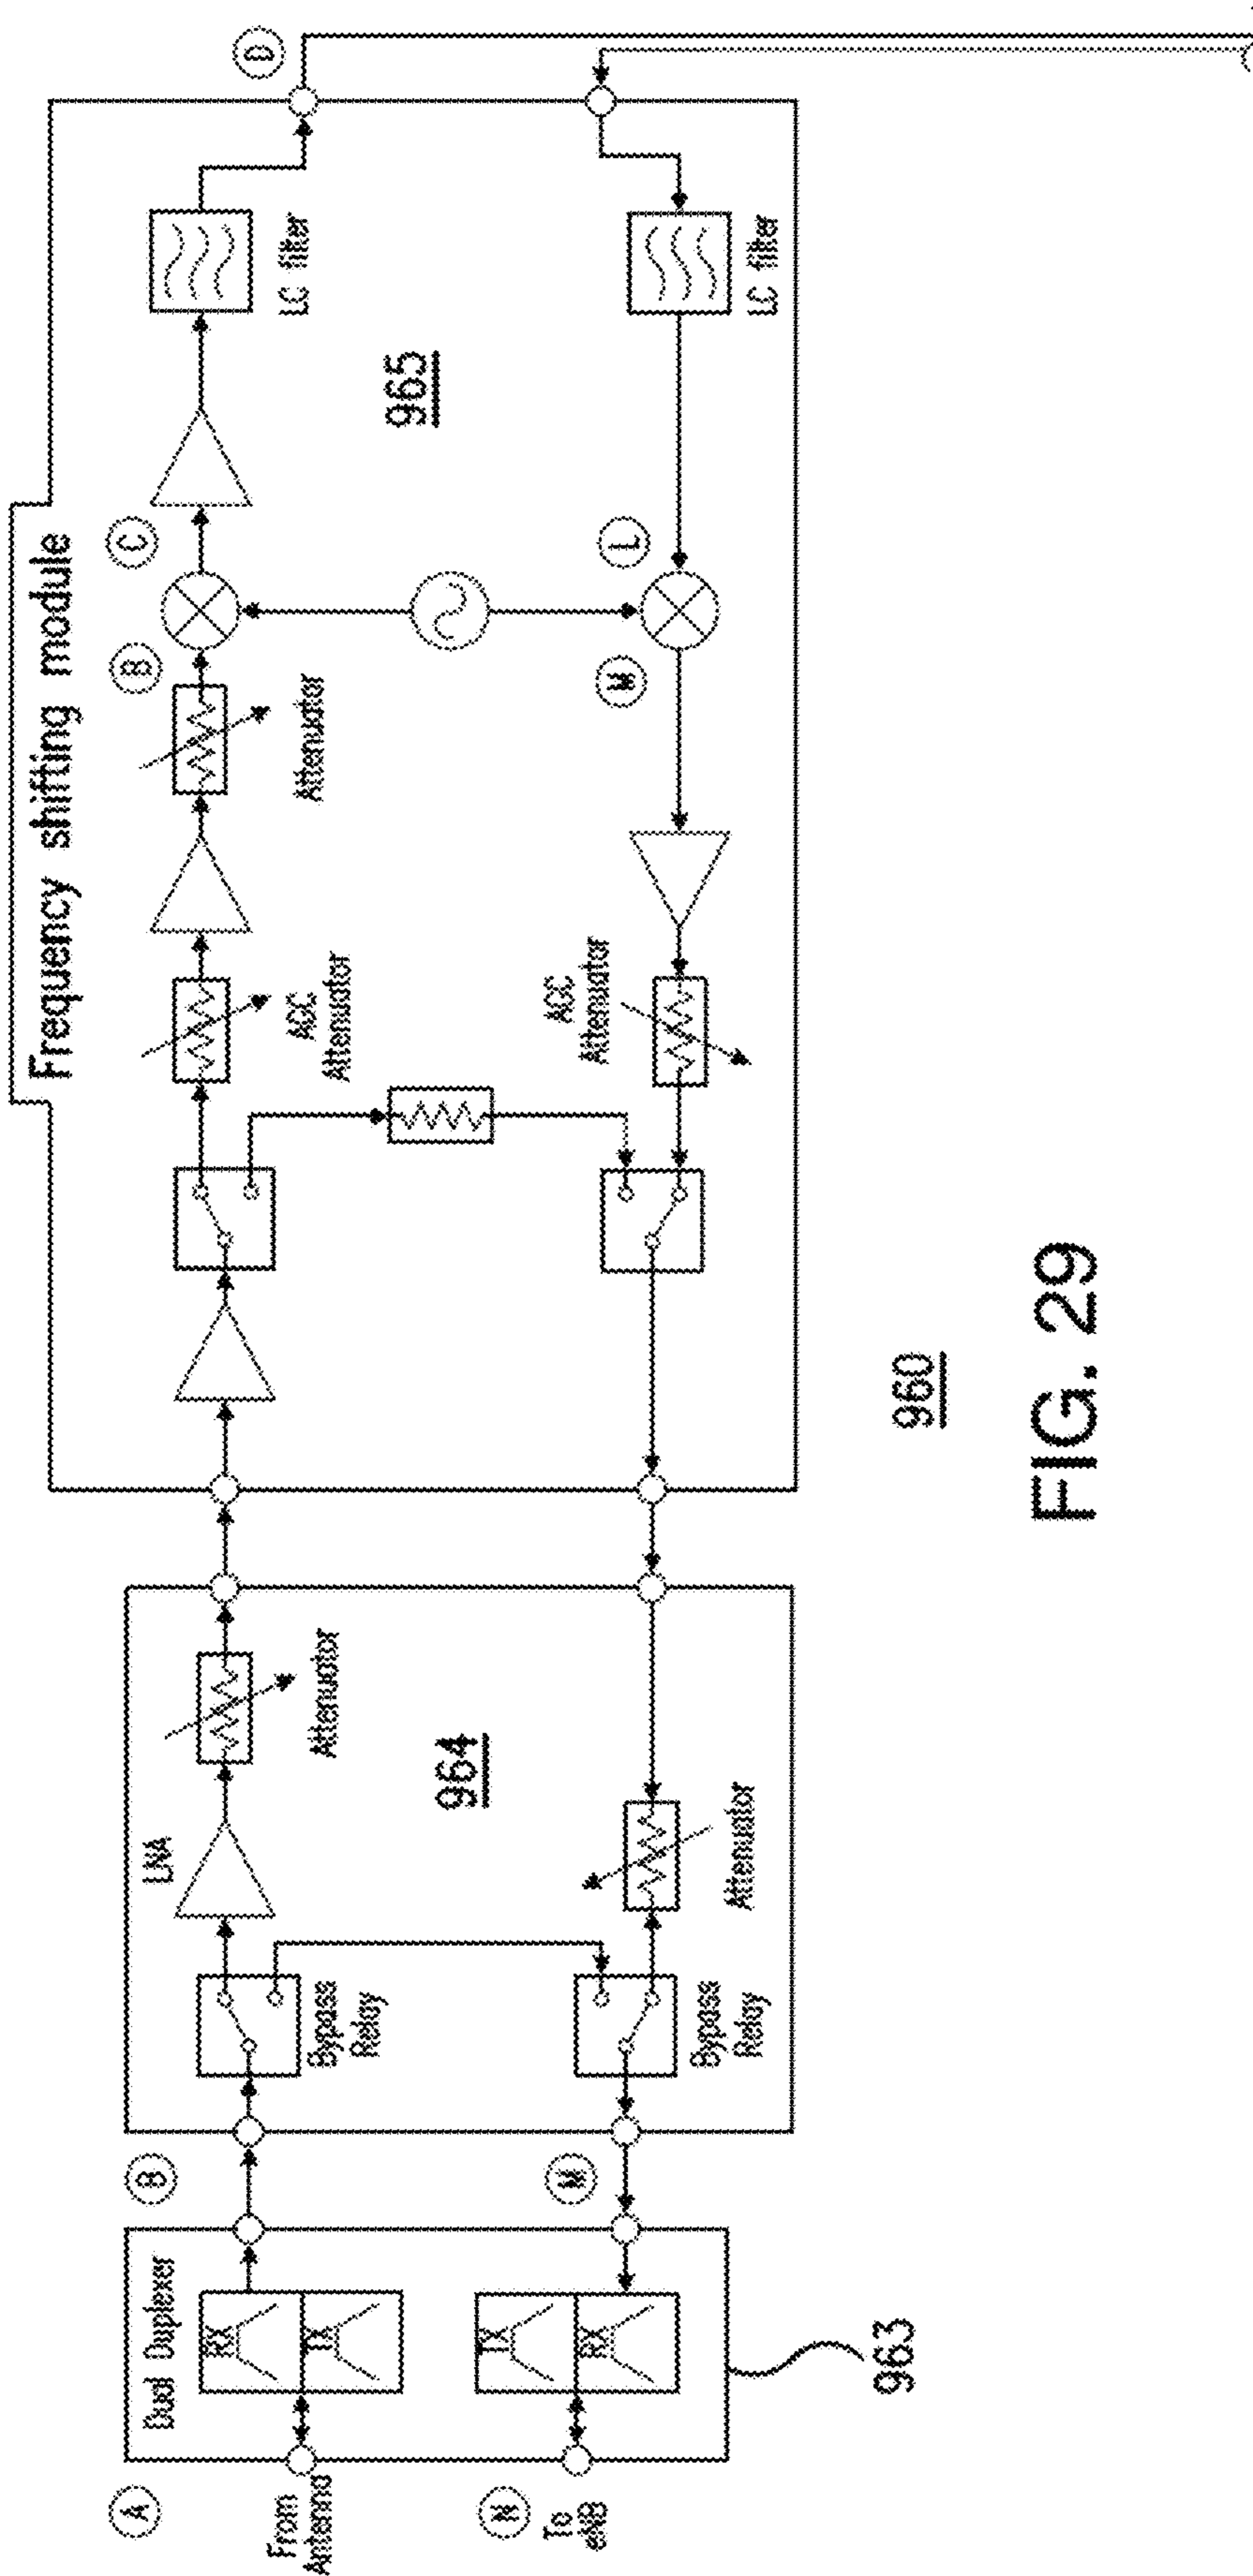 Frequency shifting module
D
LC filter
LC filter
965
C
L
B
M
Attenuator
AGC
Attenuator
AGC
Attenuator
960
FIG. 29
LNA
Attenuator
964
Attenuator
Bypass
Relay
Bypass
Relay
B
M
Dual Duplexer
RX
TX
TX
RX
963
A
From
Antenna
N
To
eNB